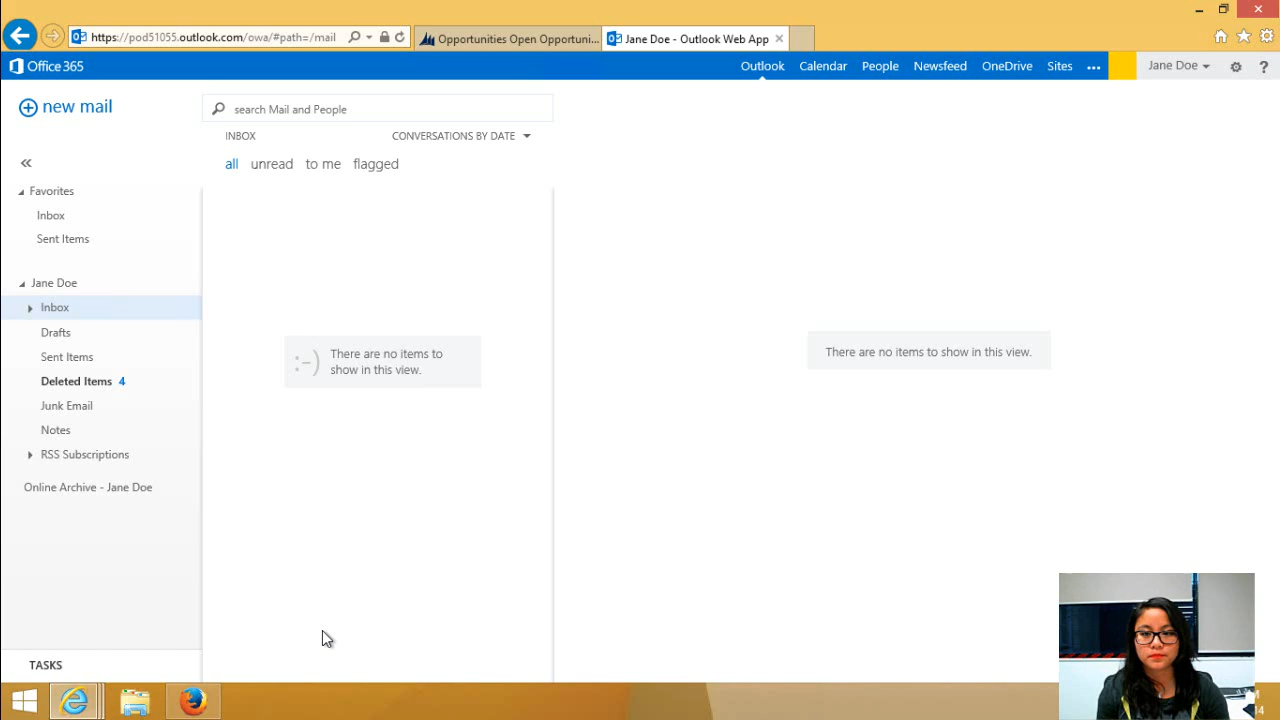 https://pod51055.outlook.com/owa/#path=/mail
Opportunities Open Opportuni...
Jane Doe - Outlook Web App
Office 365
Outlook
Calendar
People
Newsfeed
OneDrive
Sites
Jane Doe
?
new mail
search Mail and People
INBOX
CONVERSATIONS BY DATE
all unread to me flagged
Favorites
Inbox
Sent Items
Jane Doe
Inbox
Drafts
Sent Items
Deleted Items 4
Junk Email
Notes
RSS Subscriptions
Online Archive - Jane Doe
TASKS
:-)
There are no items to
show in this view.
There are no items to show in this view.